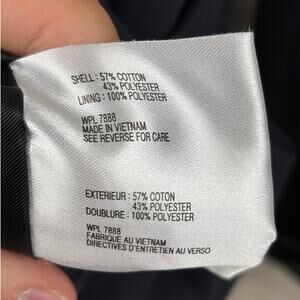 SHELL: 57% COTTON
43% POLYESTER
LINING: 100% POLYESTER
WPL 7888
MADE IN VIETNAM
SEE REVERSE FOR CARE
EXTERIEUR: 57% COTON
43% POLYESTER
DOUBLURE: 100% POLYESTER
WPL 7888
FABRIQUE AU VIETNAM
DIRECTIVES D'ENTRETIEN AU VERSO